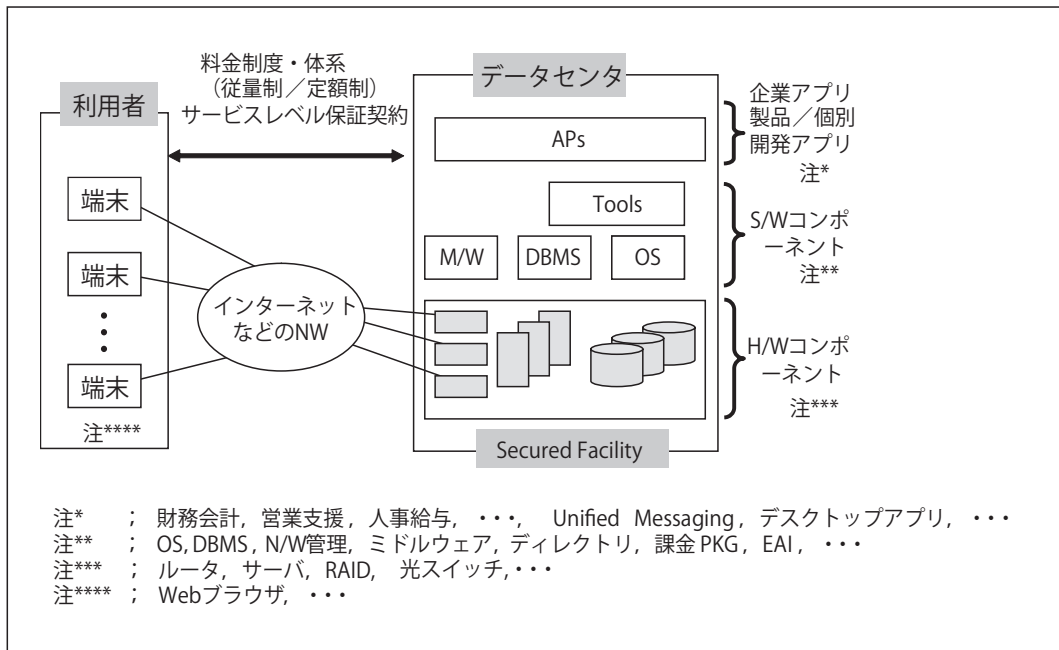 料金制度・体系
(従量制／定額制)
サービスレベル保証契約
利用者
端末
端末
端末
注****
インターネット
などのNW
データセンタ
APs
Tools
M/W
DBMS
OS
Secured Facility
企業アプリ
製品／個別
開発アプリ
注*
S/Wコンポ
ーネント
注**
H/Wコンポ
ーネント
注***
注* ; 財務会計, 営業支援, 人事給与, ・・・, Unified Messaging, デスクトップアプリ, ・・・
注** ; OS, DBMS, N/W管理, ミドルウェア, ディレクトリ, 課金 PKG, EAI, ・・・
注*** ; ルータ, サーバ, RAID, 光スイッチ,・・・
注**** ; Webブラウザ, ・・・